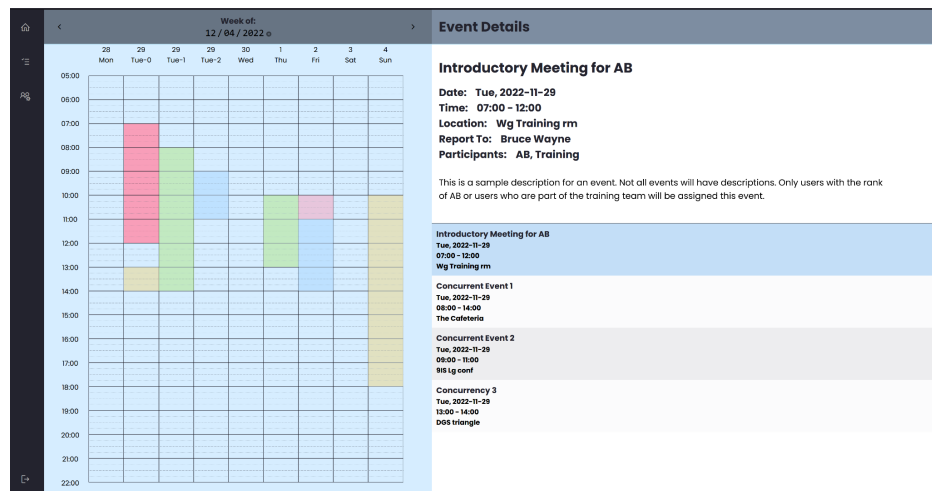 Week of:
12/04/2022
28 29 29 29 30 1 2 3 4
Mon Tue-0 Tue-1 Tue-2 Wed Thu Fri Sat Sun
05:00
06:00
07:00
08:00
09:00
10:00
11:00
12:00
13:00
14:00
15:00
16:00
17:00
18:00
19:00
20:00
21:00
22:00
Event Details
Introductory Meeting for AB
Date: Tue, 2022-11-29
Time: 07:00 - 12:00
Location: Wg Training rm
Report To: Bruce Wayne
Participants: AB, Training
This is a sample description for an event. Not all events will have descriptions. Only users with the rank
of AB or users who are part of the training team will be assigned this event.
Introductory Meeting for AB
Tue, 2022-11-29
07:00 - 12:00
Wg Training rm
Concurrent Event 1
Tue, 2022-11-29
08:00 - 14:00
The Cafeteria
Concurrent Event 2
Tue, 2022-11-29
09:00 - 11:00
9IS Lg conf
Concurrency 3
Tue, 2022-11-29
13:00 - 14:00
DGS triangle